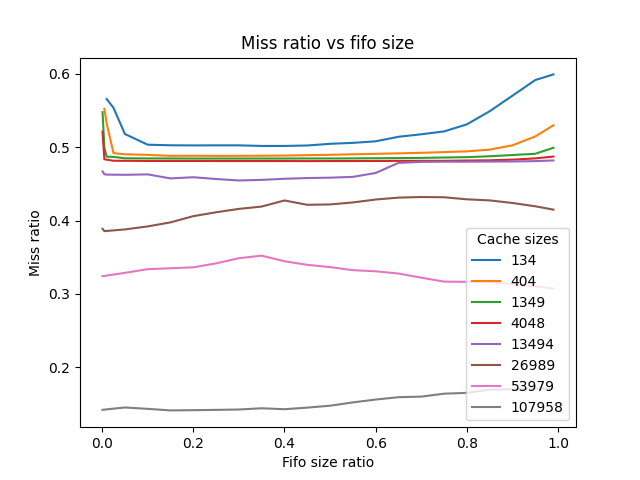 Miss ratio vs fifo size
0.6
0.5
0.4
0.3
0.2
Miss ratio
0.0 0.2 0.4 0.6 0.8 1.0
Fifo size ratio
Cache sizes
134
404
1349
4048
13494
26989
53979
107958